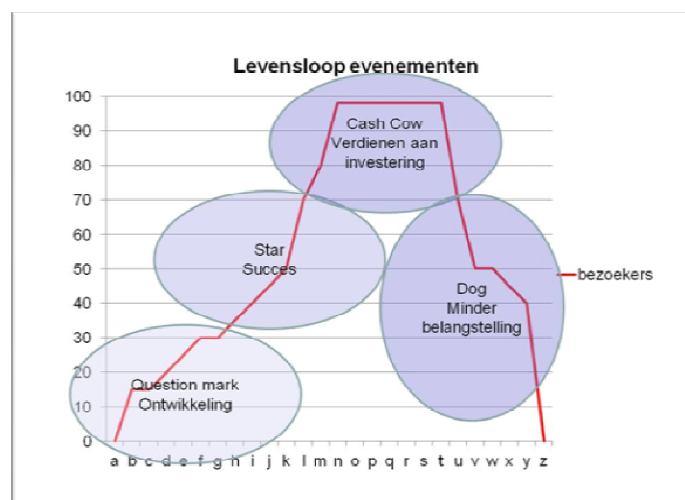 Levensloop evenementen
100
90
80
70
60
50
40
30
20
10
0
Cash Cow
Verdienen aan
investering
Star
Succes
Dog
Minder
belangstelling
bezoekers
Question mark
Ontwikkeling
a b c d e f g h i j k l m n o p q r s t u v w x y z